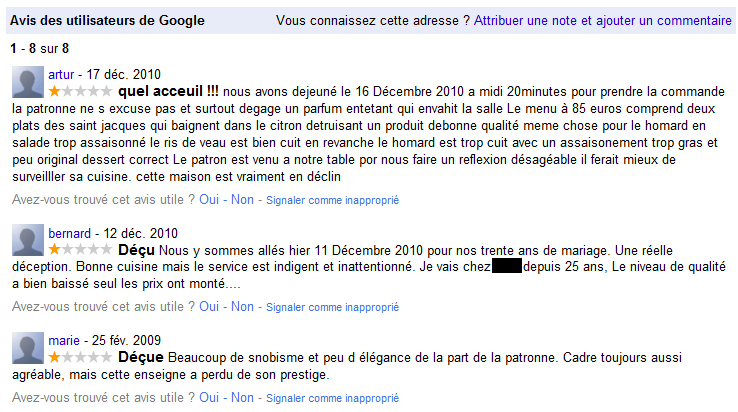 Avis des utilisateurs de Google Vous connaissez cette adresse ? Attribuer une note et ajouter un commentaire
1 - 8 sur 8
artur - 17 déc. 2010
quel acceuil !!! nous avons dejeuné le 16 Décembre 2010 a midi 20minutes pour prendre la commande
la patronne ne s excuse pas et surtout degage un parfum entetant qui envahit la salle Le menu à 85 euros comprend deux
plats des saint jacques qui baignent dans le citron detruisant un produit debonne qualité meme chose pour le homard en
salade trop assaisonné le ris de veau est bien cuit en revanche le homard est trop cuit avec un assaisonement trop gras et
peu original dessert correct Le patron est venu a notre table por nous faire un reflexion désagéable il ferait mieux de
surveilller sa cuisine. cette maison est vraiment en déclin
Avez-vous trouvé cet avis utile ? Oui - Non - Signaler comme inapproprié
bernard - 12 déc. 2010
Déçu Nous y sommes allés hier 11 Décembre 2010 pour nos trente ans de mariage. Une réelle
déception. Bonne cuisine mais le service est indigent et inattentionné. Je vais chez depuis 25 ans, Le niveau de qualité
a bien baissé seul les prix ont monté....
Avez-vous trouvé cet avis utile ? Oui - Non - Signaler comme inapproprié
marie - 25 fév. 2009
Déçue Beaucoup de snobisme et peu d élégance de la part de la patronne. Cadre toujours aussi
agréable, mais cette enseigne a perdu de son prestige.
Avez-vous trouvé cet avis utile ? Oui - Non - Signaler comme inapproprié